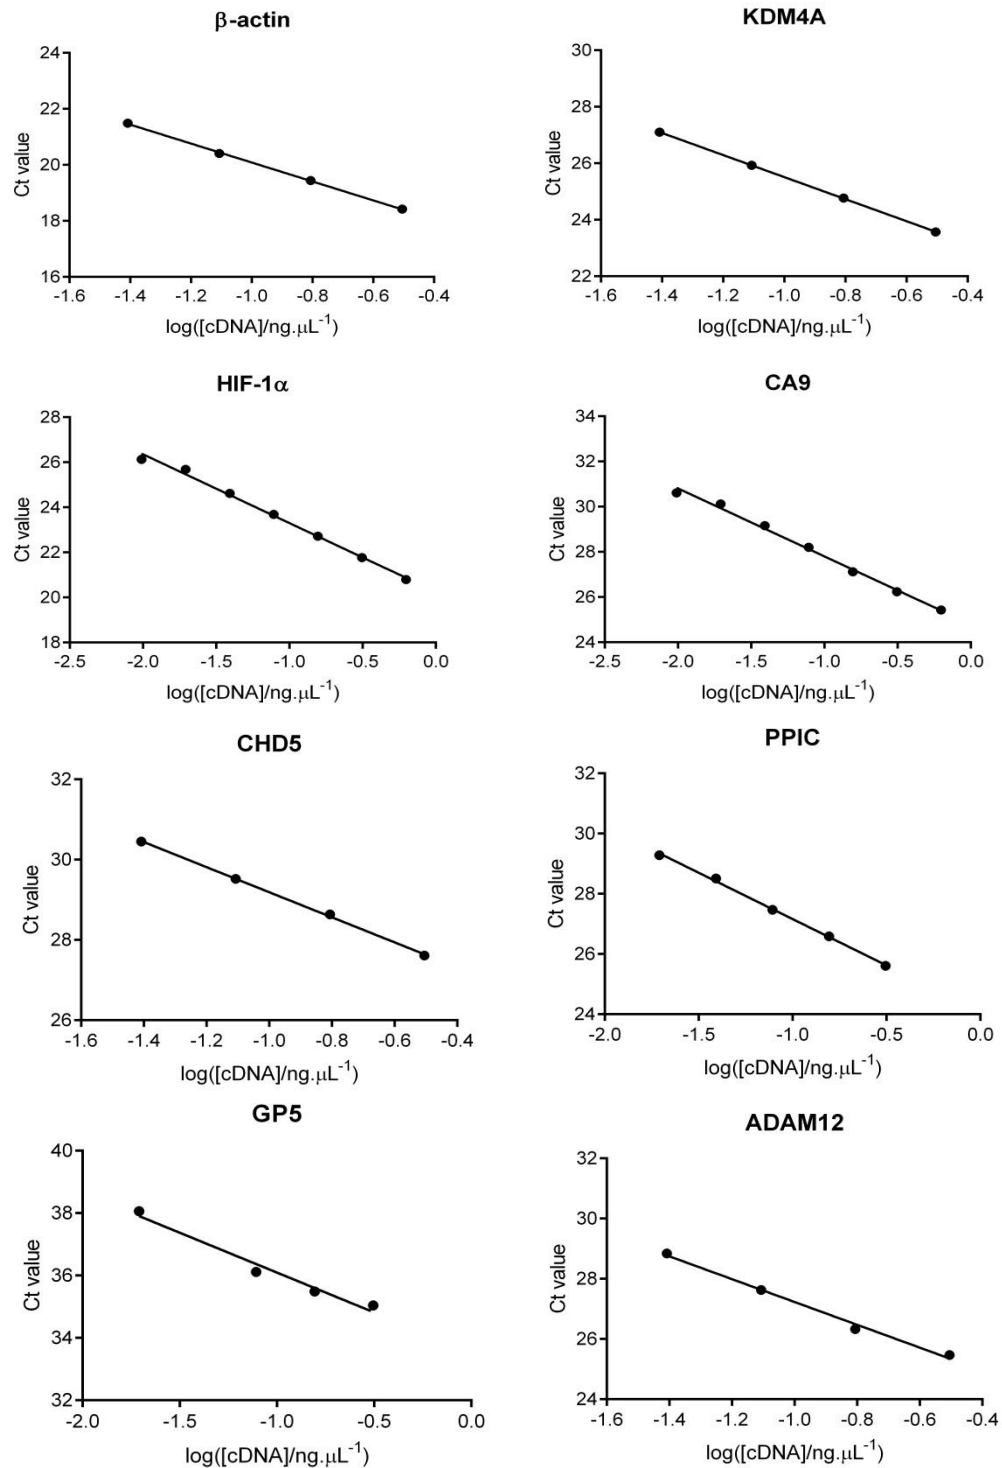 β-actin
24
22
20
18
16
Ct value
-1.6 -1.4 -1.2 -1.0 -0.8 -0.6 -0.4
log([cDNA]/ng.μL⁻¹)
KDM4A
30
28
26
24
22
Ct value
-1.6 -1.4 -1.2 -1.0 -0.8 -0.6 -0.4
log([cDNA]/ng.μL⁻¹)
HIF-1α
28
26
24
22
20
18
Ct value
-2.5 -2.0 -1.5 -1.0 -0.5 0.0
log([cDNA]/ng.μL⁻¹)
CA9
34
32
30
28
26
24
Ct value
-2.5 -2.0 -1.5 -1.0 -0.5 0.0
log([cDNA]/ng.μL⁻¹)
CHD5
32
30
28
26
Ct value
-1.6 -1.4 -1.2 -1.0 -0.8 -0.6 -0.4
log([cDNA]/ng.μL⁻¹)
PPIC
32
30
28
26
24
Ct value
-2.0 -1.5 -1.0 -0.5 0.0
log([cDNA]/ng.μL⁻¹)
GP5
40
38
36
34
32
Ct value
-2.0 -1.5 -1.0 -0.5 0.0
log([cDNA]/ng.μL⁻¹)
ADAM12
32
30
28
26
24
Ct value
-1.6 -1.4 -1.2 -1.0 -0.8 -0.6 -0.4
log([cDNA]/ng.μL⁻¹)